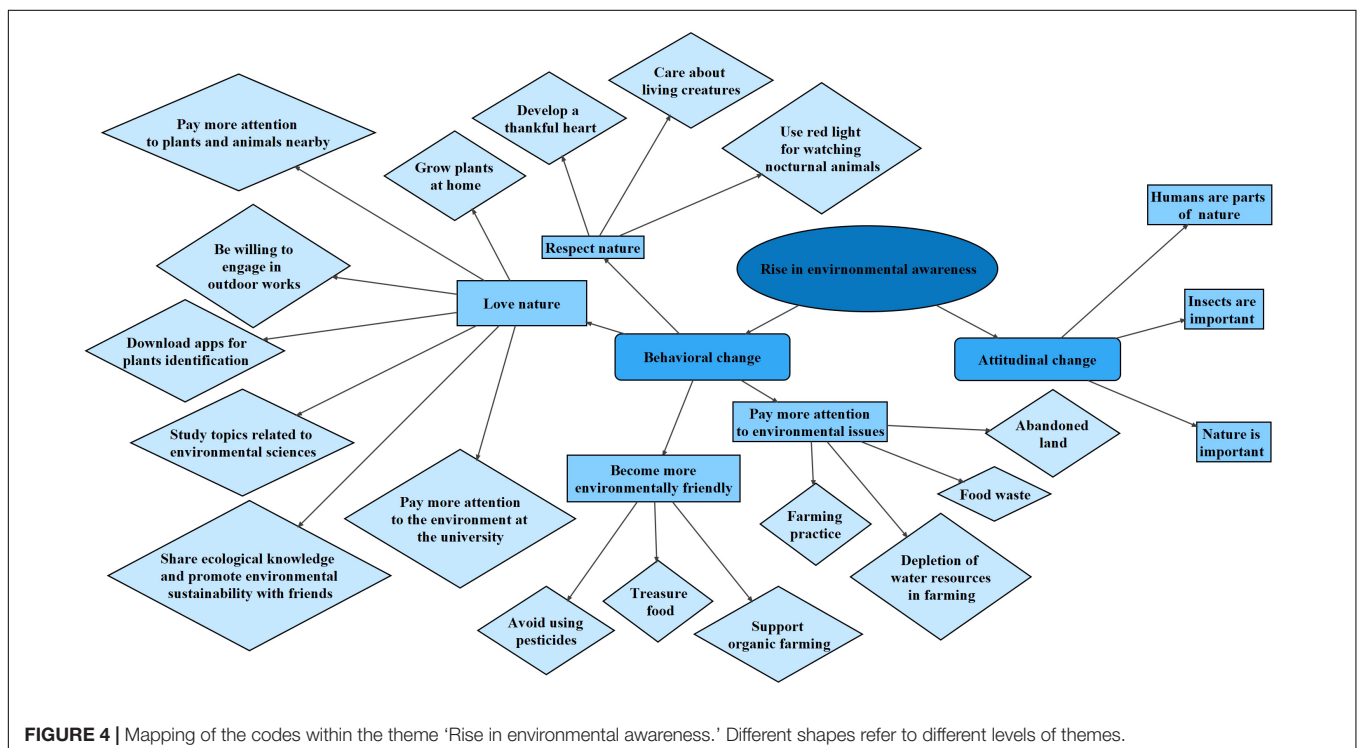 Care about
living creatures
Develop a
thankful heart
Pay more attention
to plants and animals nearby
Use red light
for watching
nocturnal animals
Grow plants
at home
Humans are parts
of nature
Respect nature
Be willing to
engage in
outdoor works
Rise in envirnonmental awareness
Love nature
Insects are
important
Download apps for
plants identification
Behavioral change
Attitudinal change
Pay more attention
to environmental issues
Abandoned
land
Nature is
important
Study topics related to
environmental sciences
Become more
environmentally friendly
Food waste
Pay more attention
to the environment at
the university
Farming
practice
Share ecological knowledge
and promote environmental
sustainability with friends
Depletion of
water resources
in farming
Treasure
food
Avoid using
pesticides
Support
organic farming
FIGURE 4 | Mapping of the codes within the theme ‘Rise in environmental awareness.’ Different shapes refer to different levels of themes.